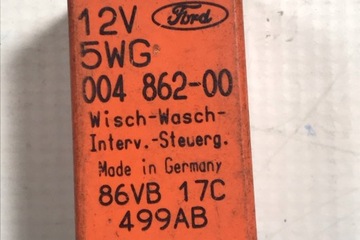 12V Ford
5WG
004 862-00
Wisch-Wasch-
Interv.-Steuerg.
Made in Germany
86VB 17C
499AB